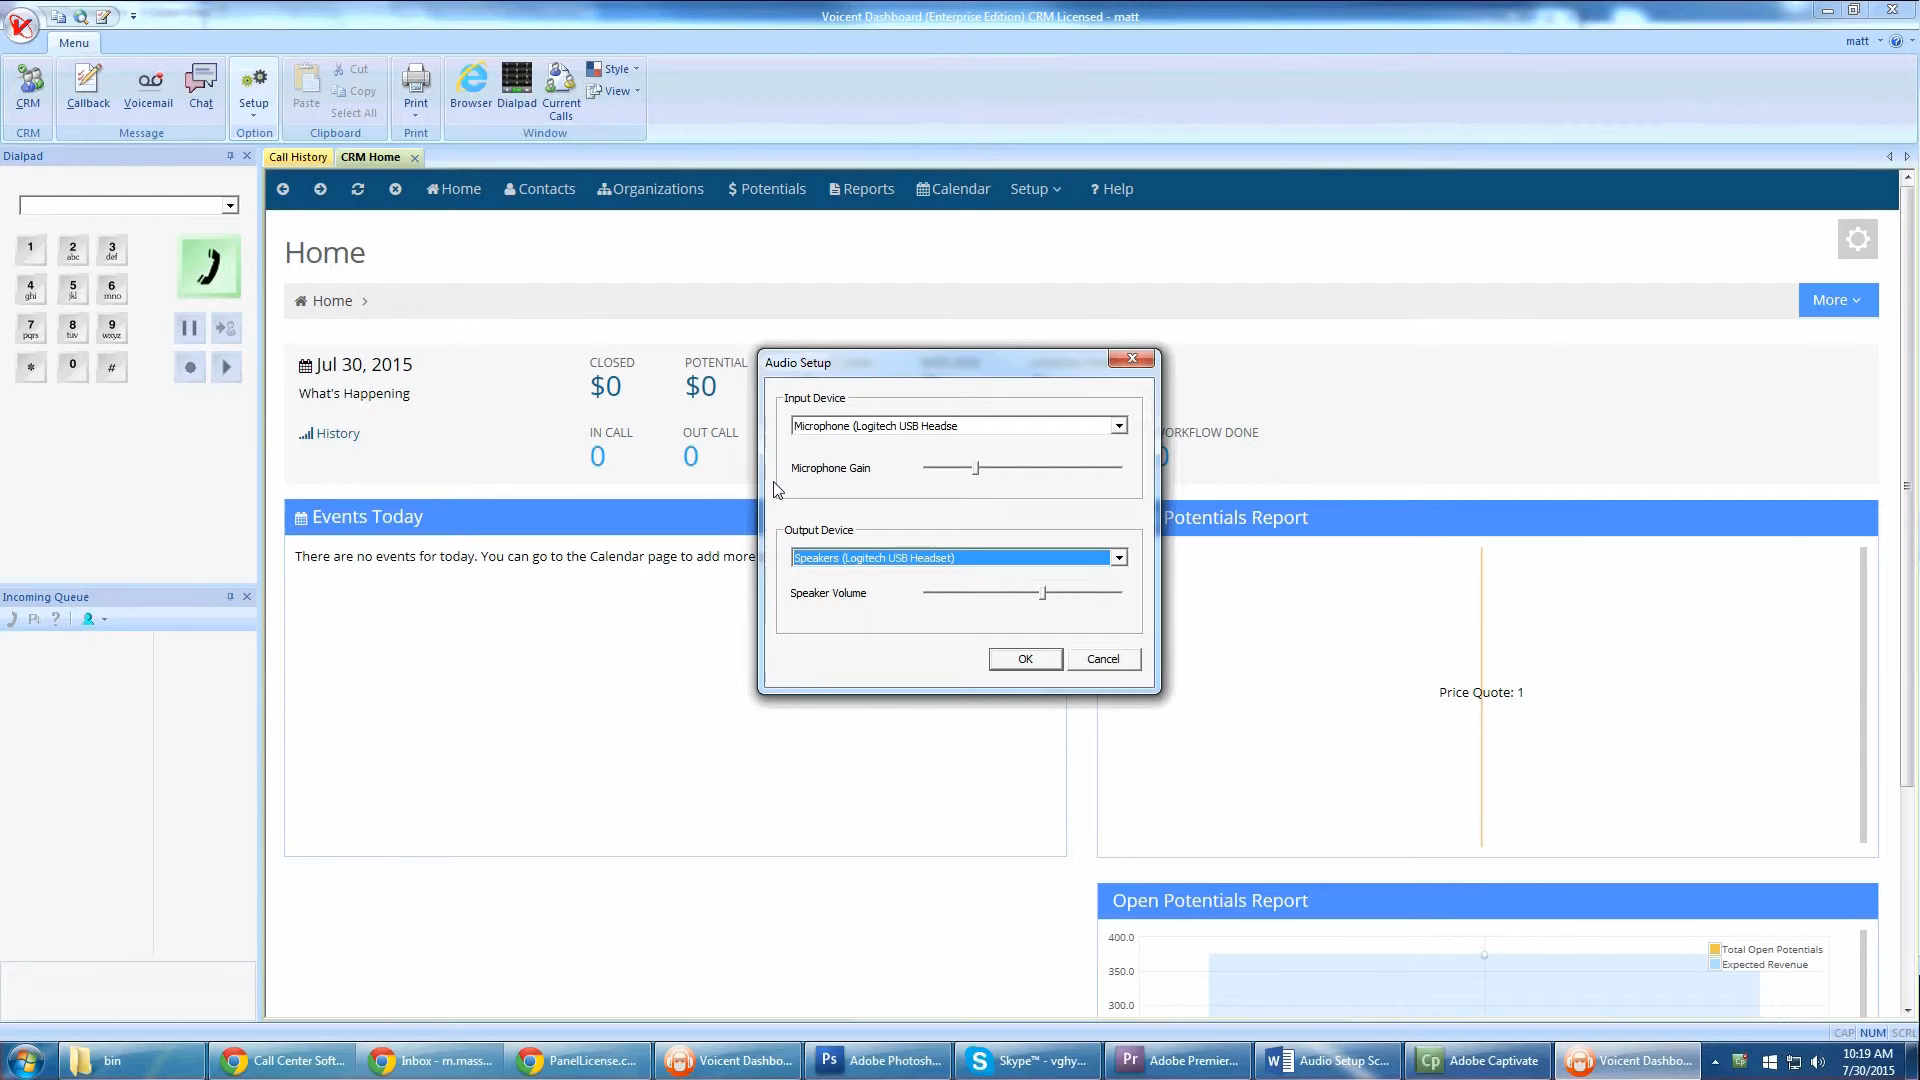 Voicent Dashboard (Enterprise Edition) CRM Licensed - matt
Menu
matt
CRM
Callback
Voicemail
Chat
Setup
Paste
Cut
Copy
Select All
Print
Browser
Dialpad
Current Calls
Style
View
CRM
Message
Option
Clipboard
Print
Window
Dialpad
Call History
CRM Home
Home
Contacts
Organizations
$ Potentials
Reports
Calendar
Setup
? Help
1
2 abc
3 def
4 ghi
5 jkl
6 mno
7 pqrs
8 tuv
9 wxyz
*
0
#
Home
Home >
More
Jul 30, 2015
What's Happening
History
CLOSED
$0
POTENTIAL
$0
IN CALL
0
OUT CALL
0
WORKFLOW DONE
0
Audio Setup
Input Device
Microphone (Logitech USB Headse
Microphone Gain
Output Device
Speakers (Logitech USB Headset)
Speaker Volume
OK
Cancel
Events Today
There are no events for today. You can go to the Calendar page to add more
Potentials Report
Price Quote: 1
Incoming Queue
Open Potentials Report
400.0
350.0
300.0
Total Open Potentials
Expected Revenue
CAP NUM SCRL
bin
Call Center Soft...
Inbox - m.mass...
PanelLicense.c...
Voicent Dashbo...
Adobe Photosh...
Skype™ - vghy...
Adobe Premier...
Audio Setup Sc...
Adobe Captivate
Voicent Dashbo...
10:19 AM
7/30/2015